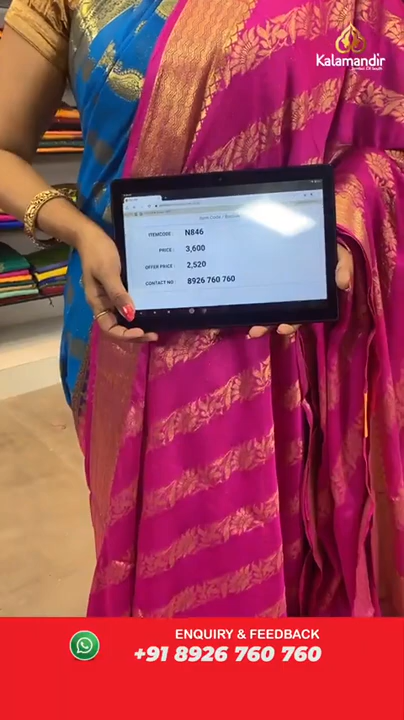 Kalamandir
ITEMCODE : N846
PRICE : 3,600
OFFER PRICE : 2,520
CONTACT NO : 8926 760 760
ENQUIRY & FEEDBACK
+91 8926 760 760